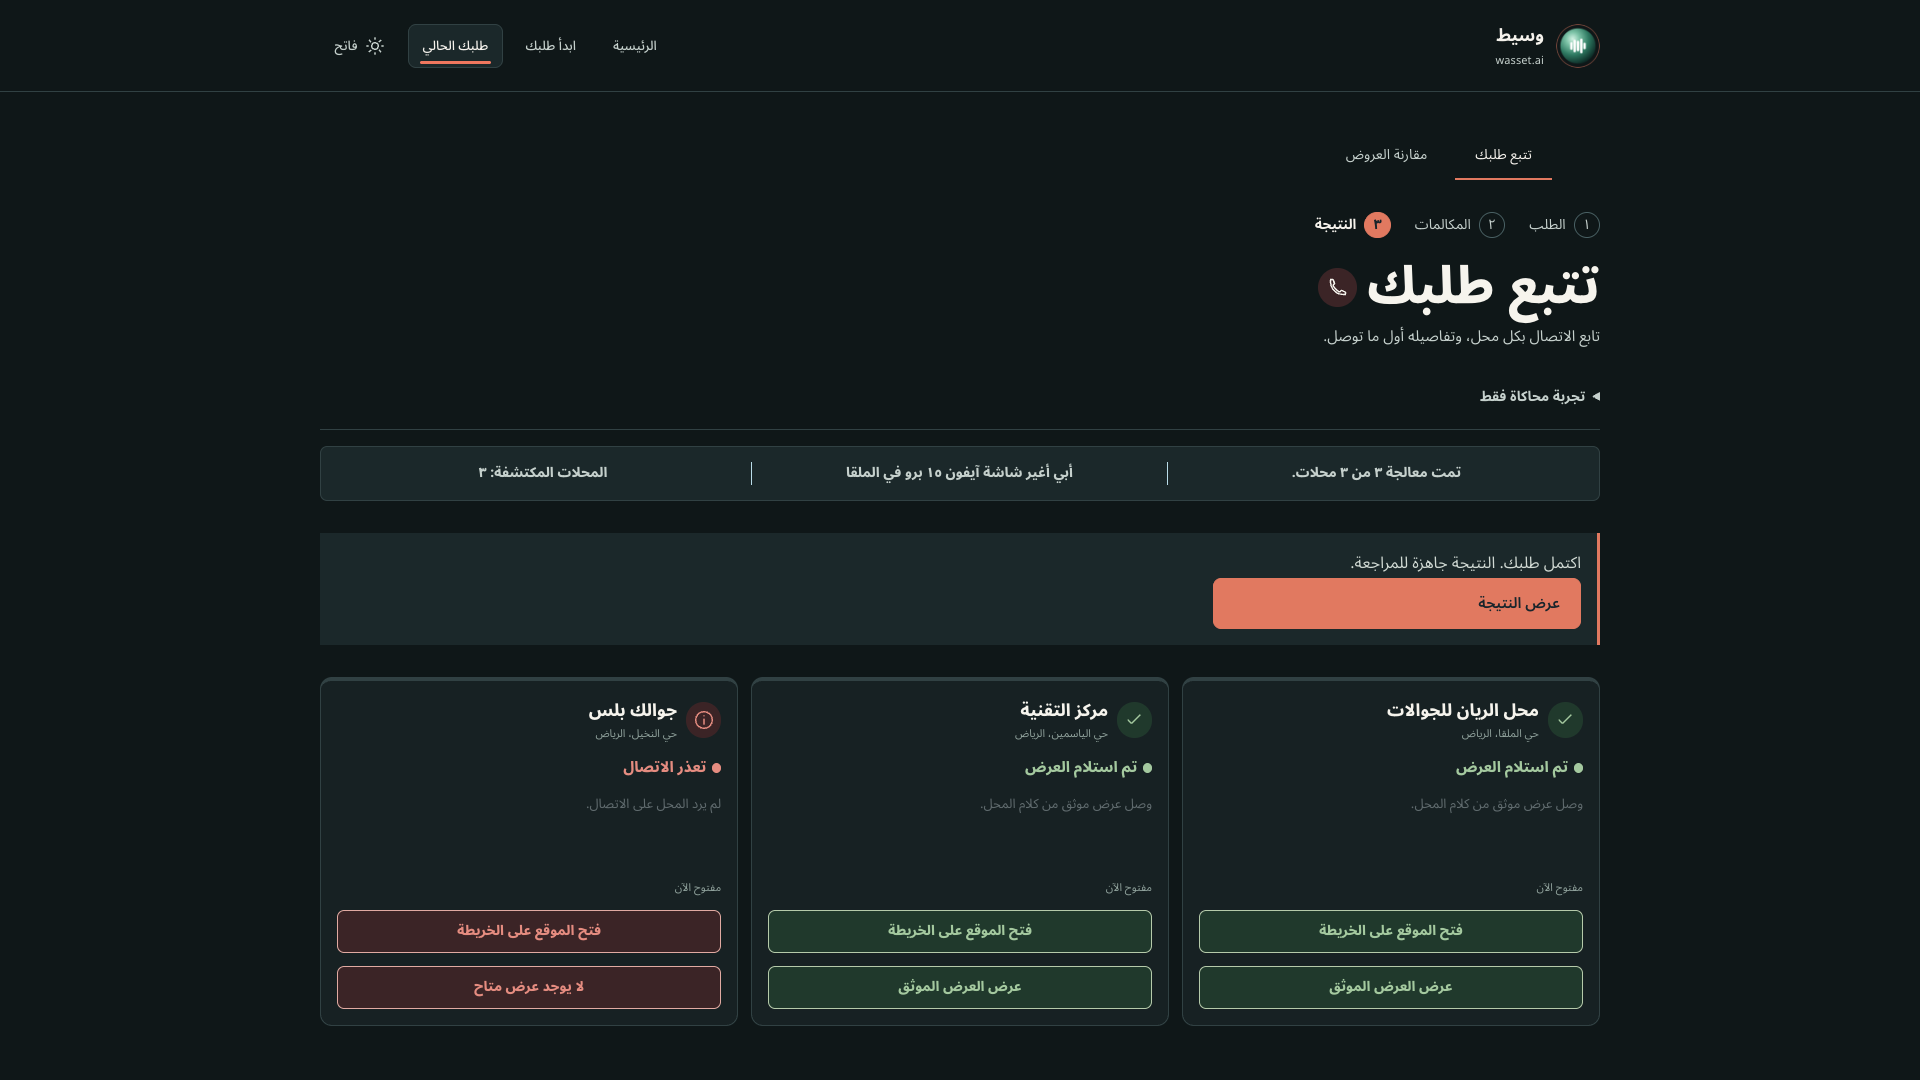 وسيط
wasset.ai
الرئيسية
ابدأ طلبك
طلبك الحالي
فاتح
تتبع طلبك
مقارنة العروض
١ الطلب
٢ المكالمات
٣ النتيجة
تتبع طلبك
تابع الاتصال بكل محل، وتفاصيله أول ما توصل.
تجربة محاكاة فقط
تمت معالجة ٣ من ٣ محلات.
أبي أغير شاشة آيفون ١٥ برو في الملقا
المحلات المكتشفة: ٣
اكتمل طلبك. النتيجة جاهزة للمراجعة.
عرض النتيجة
محل الريان للجوالات
حي الملقا، الرياض
تم استلام العرض
وصل عرض موثق من كلام المحل.
مفتوح الآن
فتح الموقع على الخريطة
عرض العرض الموثق
مركز التقنية
حي الياسمين، الرياض
تم استلام العرض
وصل عرض موثق من كلام المحل.
مفتوح الآن
فتح الموقع على الخريطة
عرض العرض الموثق
جوالك بلس
حي النخيل، الرياض
تعذر الاتصال
لم يرد المحل على الاتصال.
مفتوح الآن
فتح الموقع على الخريطة
لا يوجد عرض متاح